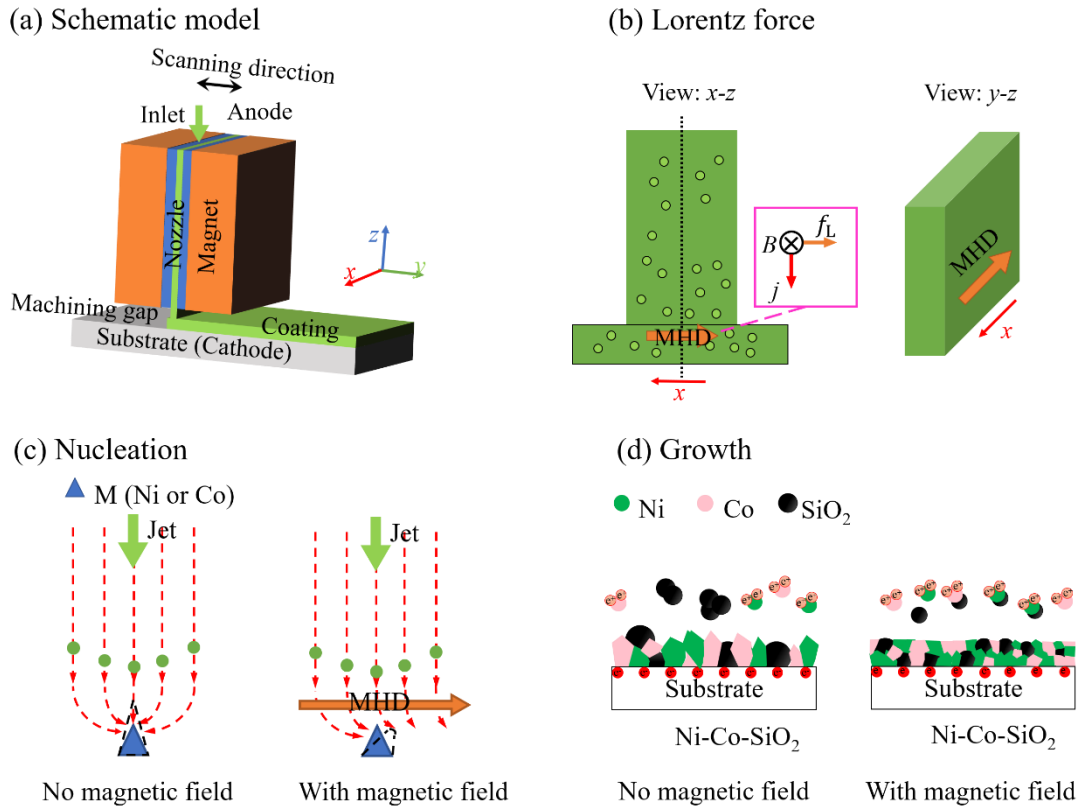 (a) Schematic model
Scanning direction
Inlet
Anode
Nozzle
Magnet
z
x
y
Machining gap
Coating
Substrate (Cathode)
(b) Lorentz force
View: x-z
View: y-z
B
fL
j
MHD
x
MHD
x
(c) Nucleation
M (Ni or Co)
Jet
Jet
MHD
No magnetic field
With magnetic field
(d) Growth
Ni
Co
SiO₂
Substrate
Substrate
Ni-Co-SiO₂
Ni-Co-SiO₂
No magnetic field
With magnetic field